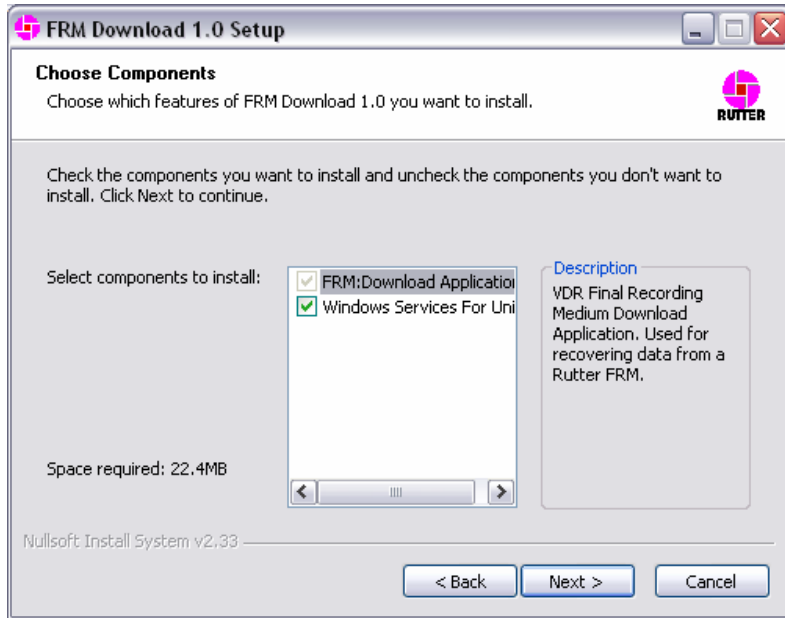 FRM Download 1.0 Setup
Choose Components
Choose which features of FRM Download 1.0 you want to install.
RUTTER
Check the components you want to install and uncheck the components you don't want to
install. Click Next to continue.
Select components to install:
FRM:Download Application
Windows Services For Uni
Description
VDR Final Recording
Medium Download
Application. Used for
recovering data from a
Rutter FRM.
Space required: 22.4MB
Nullsoft Install System v2.33
< Back
Next >
Cancel